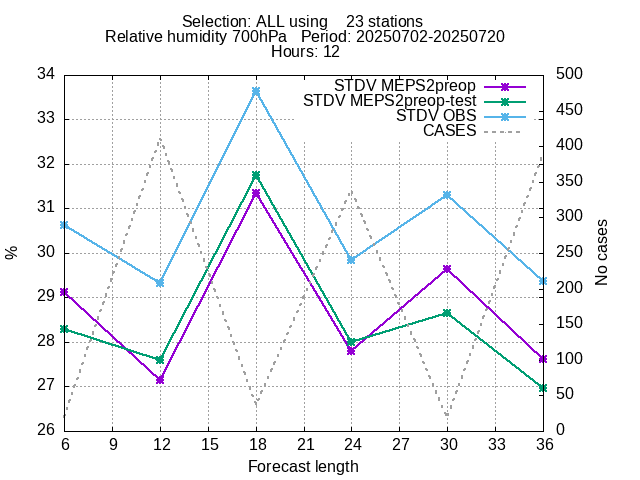 Selection: ALL using 23 stations
Relative humidity 700hPa Period: 20250702-20250720
Hours: 12
34 500
STDV MEPS2preop
STDV MEPS2preop-test
STDV OBS
CASES
33 450
32 400
31 350
30 300
29 250
28 200
27 150
26 100
50
0
%
No cases
6 9 12 15 18 21 24 27 30 33 36
Forecast length